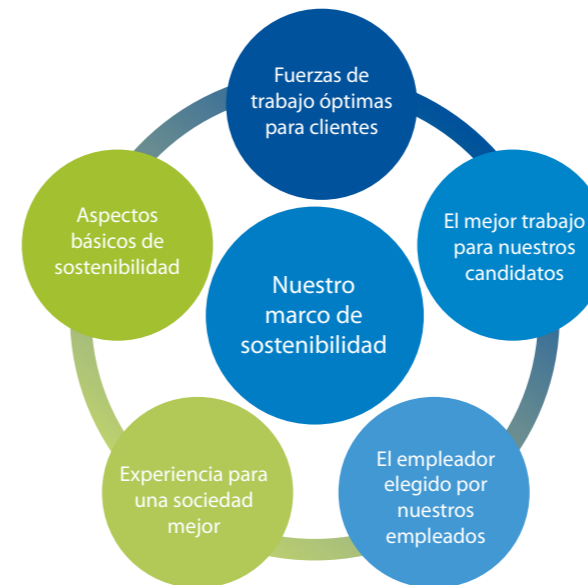 Fuerzas de
trabajo óptimas
para clientes
El mejor trabajo
para nuestros
candidatos
El empleador
elegido por
nuestros
empleados
Experiencia para
una sociedad
mejor
Aspectos
básicos de
sostenibilidad
Nuestro
marco de
sostenibilidad